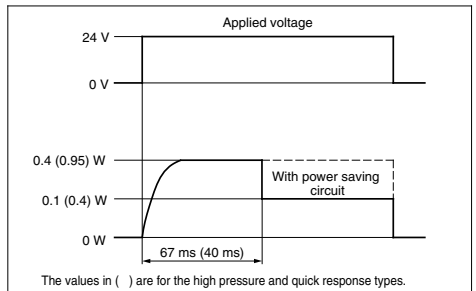 Applied voltage
24 V
0 V
0.4 (0.95) W
With power saving
circuit
0.1 (0.4) W
0 W
67 ms (40 ms)
The values in (  ) are for the high pressure and quick response types.